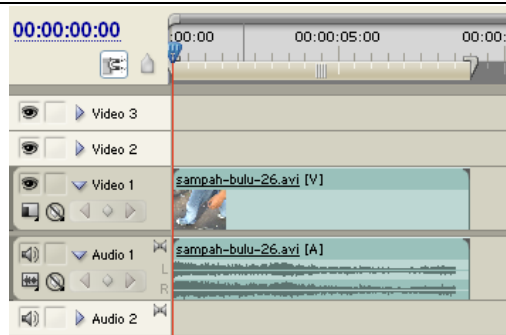 00:00:00:00
:00:00 00:00:05:00 00:00:
Video 3
Video 2
Video 1 sampah-bulu-26.avi [V]
Audio 1 sampah-bulu-26.avi [A]
L
R
Audio 2